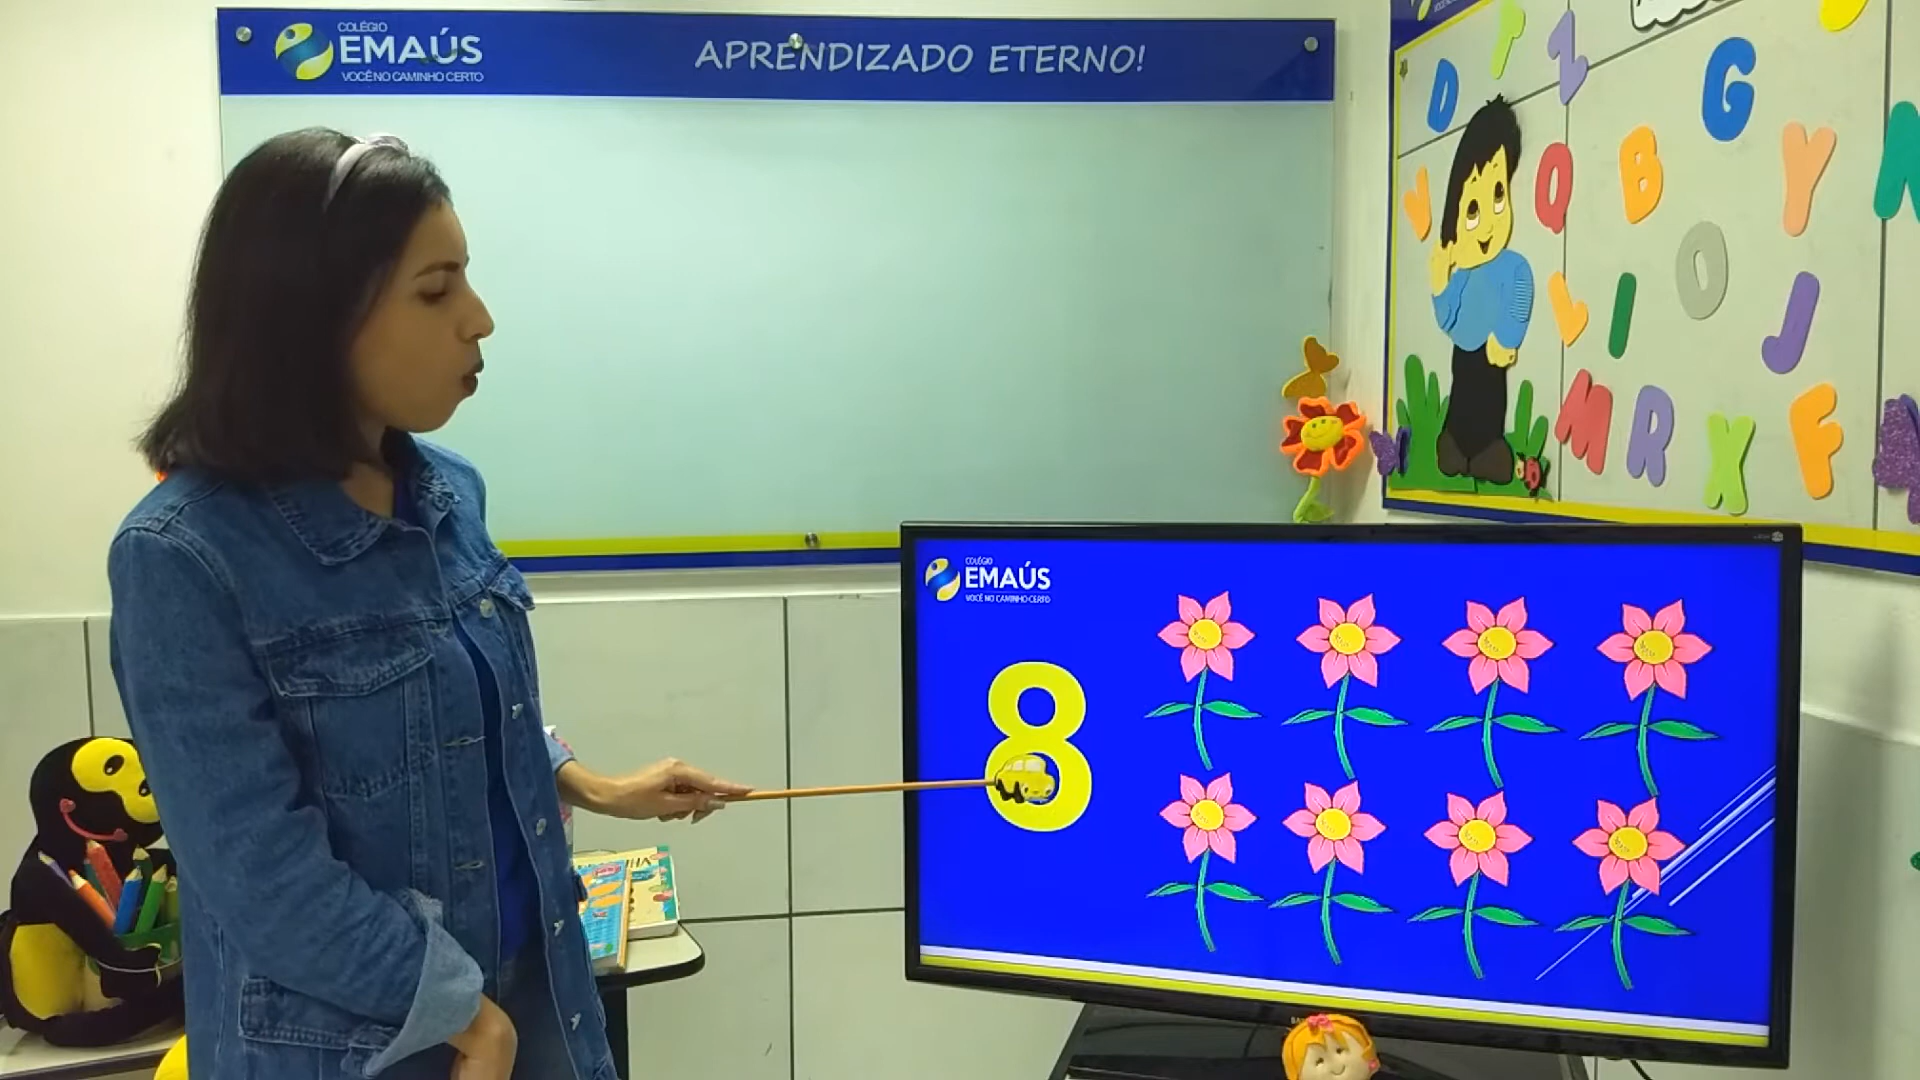 COLÉGIO
EMAÚS
VOCÊ NO CAMINHO CERTO
APRENDIZADO ETERNO!
D T Z G
V Q B Y
L I O J
M R X F
COLÉGIO
EMAÚS
VOCÊ NO CAMINHO CERTO
8